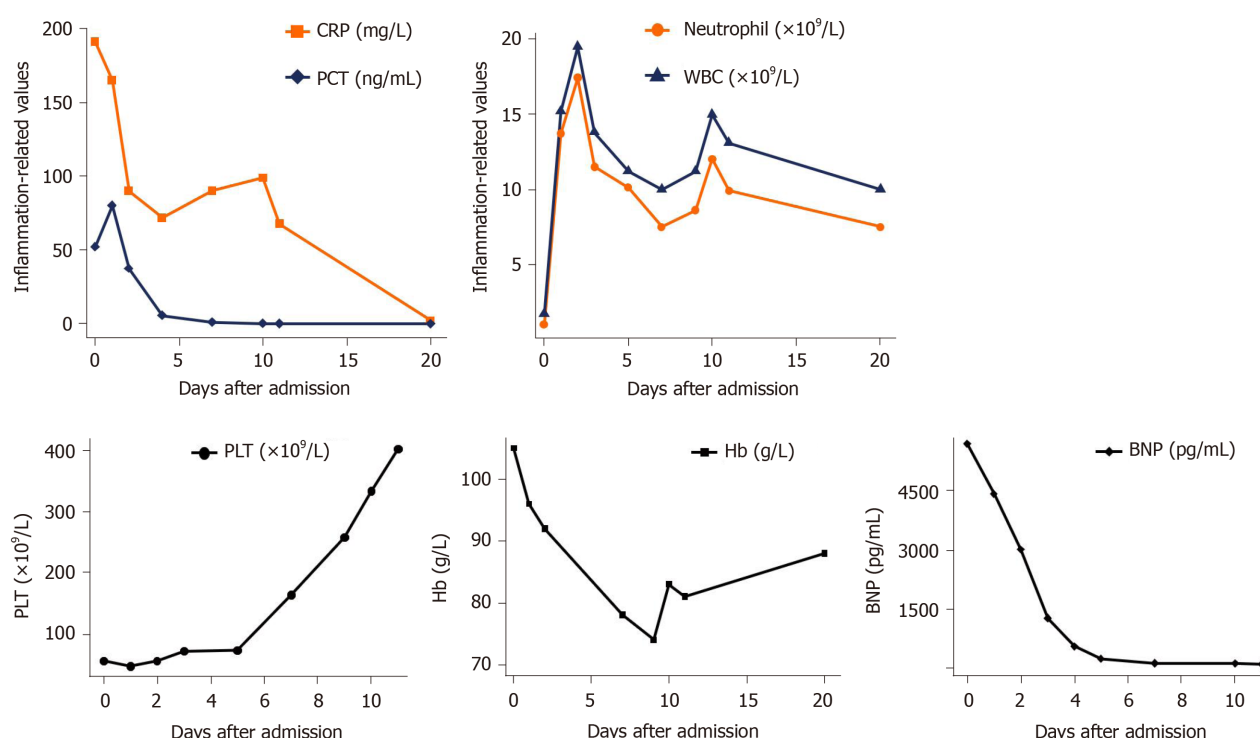 200
150
100
50
0
Inflammation-related values
CRP (mg/L)
PCT (ng/mL)
0 5 10 15 20
Days after admission
20
15
10
5
Inflammation-related values
Neutrophil (×10⁹/L)
WBC (×10⁹/L)
0 5 10 15 20
Days after admission
400
300
200
100
PLT (×10⁹/L)
PLT (×10⁹/L)
0 2 4 6 8 10
Days after admission
100
90
80
70
Hb (g/L)
Hb (g/L)
0 5 10 15 20
Days after admission
4500
3000
1500
BNP (pg/mL)
BNP (pg/mL)
0 2 4 6 8 10
Days after admission